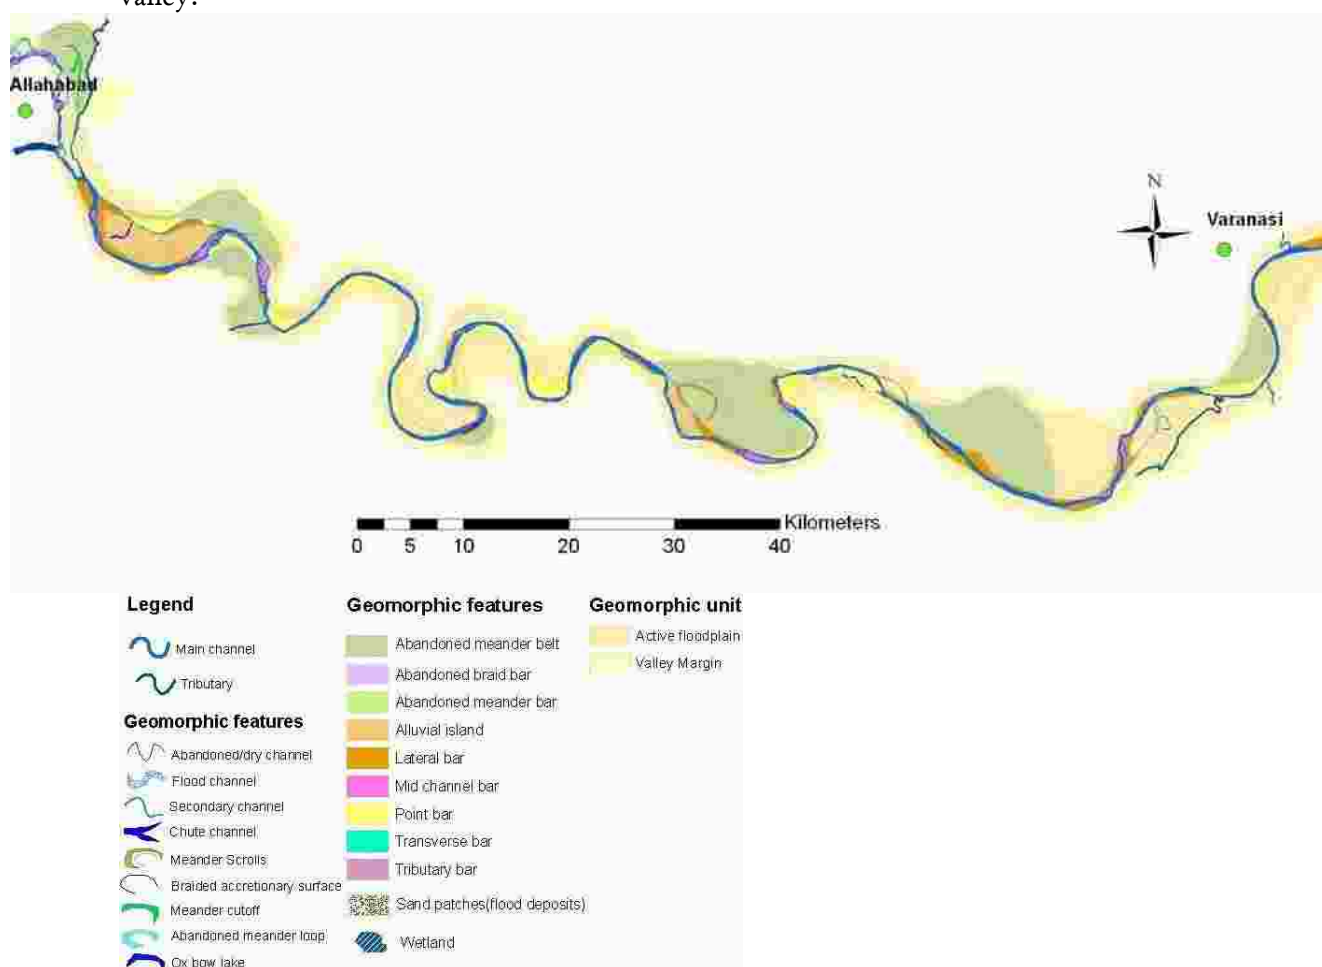 valley.
Allahabad
N
Varanasi
Kilometers
0 5 10 20 30 40
Legend
Main channel
Tributary
Geomorphic features
Abandoned/dry channel
Flood channel
Secondary channel
Chute channel
Meander Scrolls
Braided accretionary surface
Meander cutoff
Abandoned meander loop
Ox bow lake
Geomorphic features
Abandoned meander belt
Abandoned braid bar
Abandoned meander bar
Alluvial island
Lateral bar
Mid channel bar
Point bar
Transverse bar
Tributary bar
Sand patches(flood deposits)
Wetland
Geomorphic unit
Active floodplain
Valley Margin